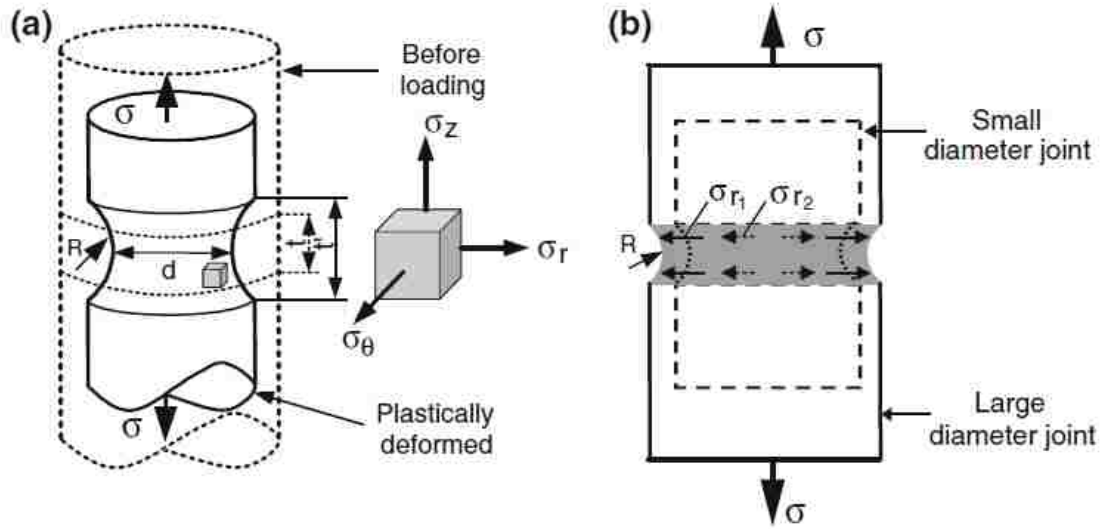 (a)
Before
loading
σ
σz
R
d
t
t'
σr
σθ
σ
Plastically
deformed
(b)
σ
Small
diameter joint
σr1
σr2
R
Large
diameter joint
σ